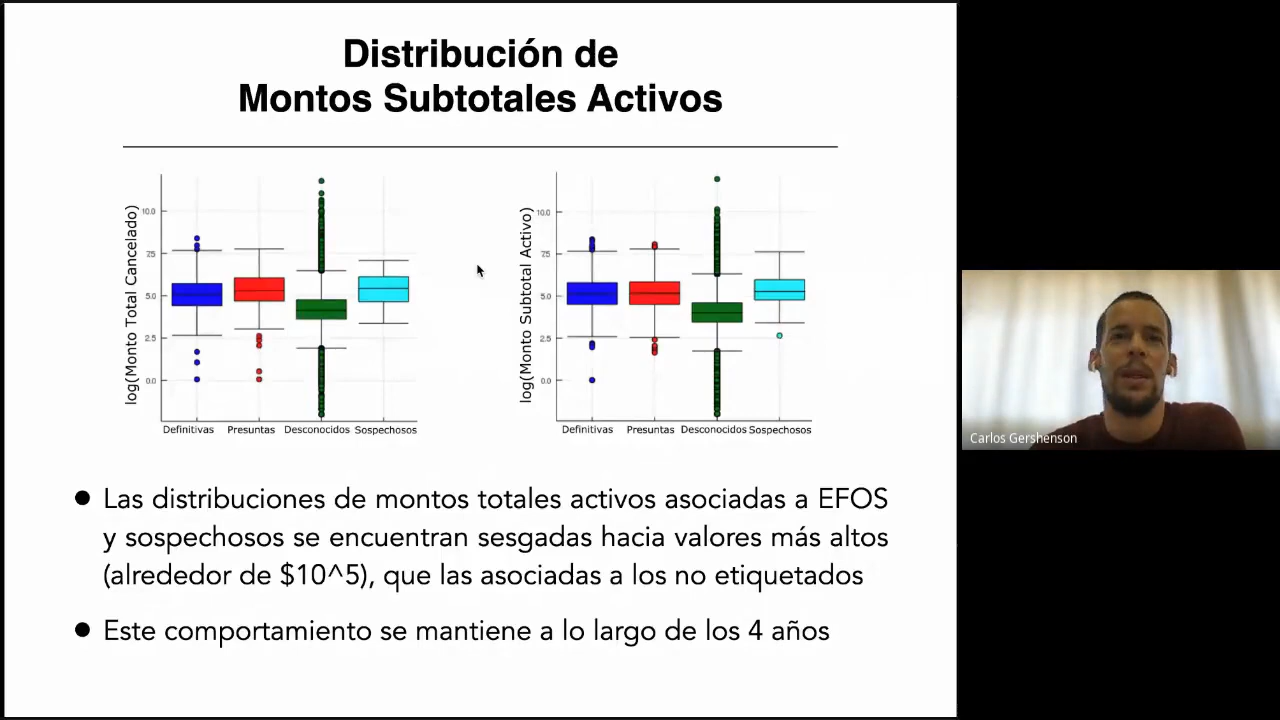 Distribución de
Montos Subtotales Activos
log(Monto Total Cancelado)
10.0
7.5
5.0
2.5
0.0
Definitivas Presuntas Desconocidos Sospechosos
log(Monto Subtotal Activo)
10.0
7.5
5.0
2.5
0.0
Definitivas Presuntas Desconocidos Sospechosos
● Las distribuciones de montos totales activos asociadas a EFOS
y sospechosos se encuentran sesgadas hacia valores más altos
(alrededor de $10^5), que las asociadas a los no etiquetados
● Este comportamiento se mantiene a lo largo de los 4 años
Carlos Gershenson